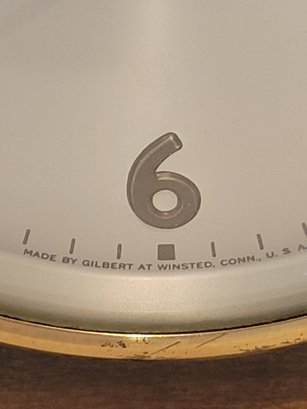 6
MADE BY GILBERT AT WINSTED, CONN., U. S. A.